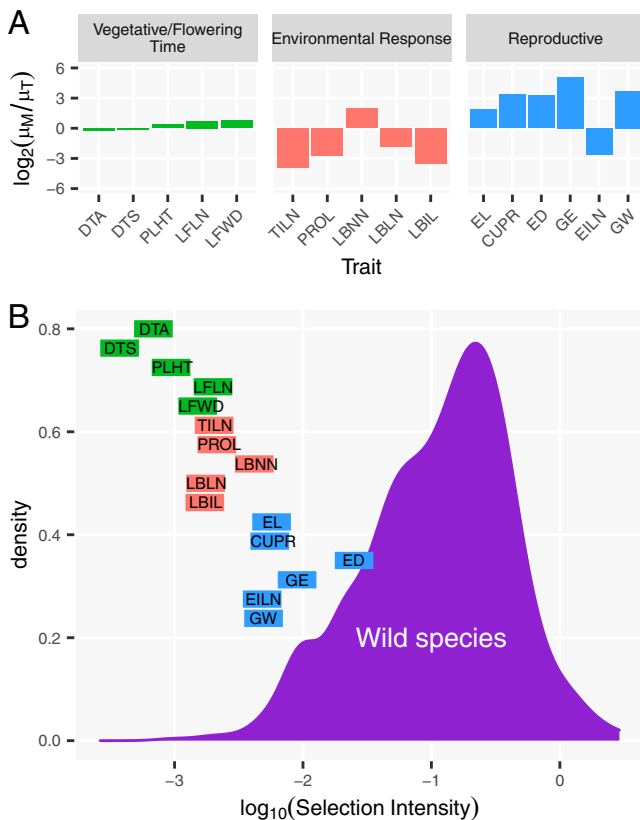 A
Vegetative/Flowering
Time
Environmental Response
Reproductive
log2(μM/μT)
6
3
0
−3
−6
DTA
DTS
PLHT
LFLN
LFWD
TILN
PROL
LBNN
LBLN
LBIL
EL
CUPR
ED
GE
EILN
GW
Trait
B
density
0.8
0.6
0.4
0.2
0.0
DTA
DTS
PLHT
LFLN
LFWD
TILN
PROL
LBNN
LBLN
LBIL
EL
CUPR
ED
GE
EILN
GW
Wild species
−3
−2
−1
0
log10(Selection Intensity)